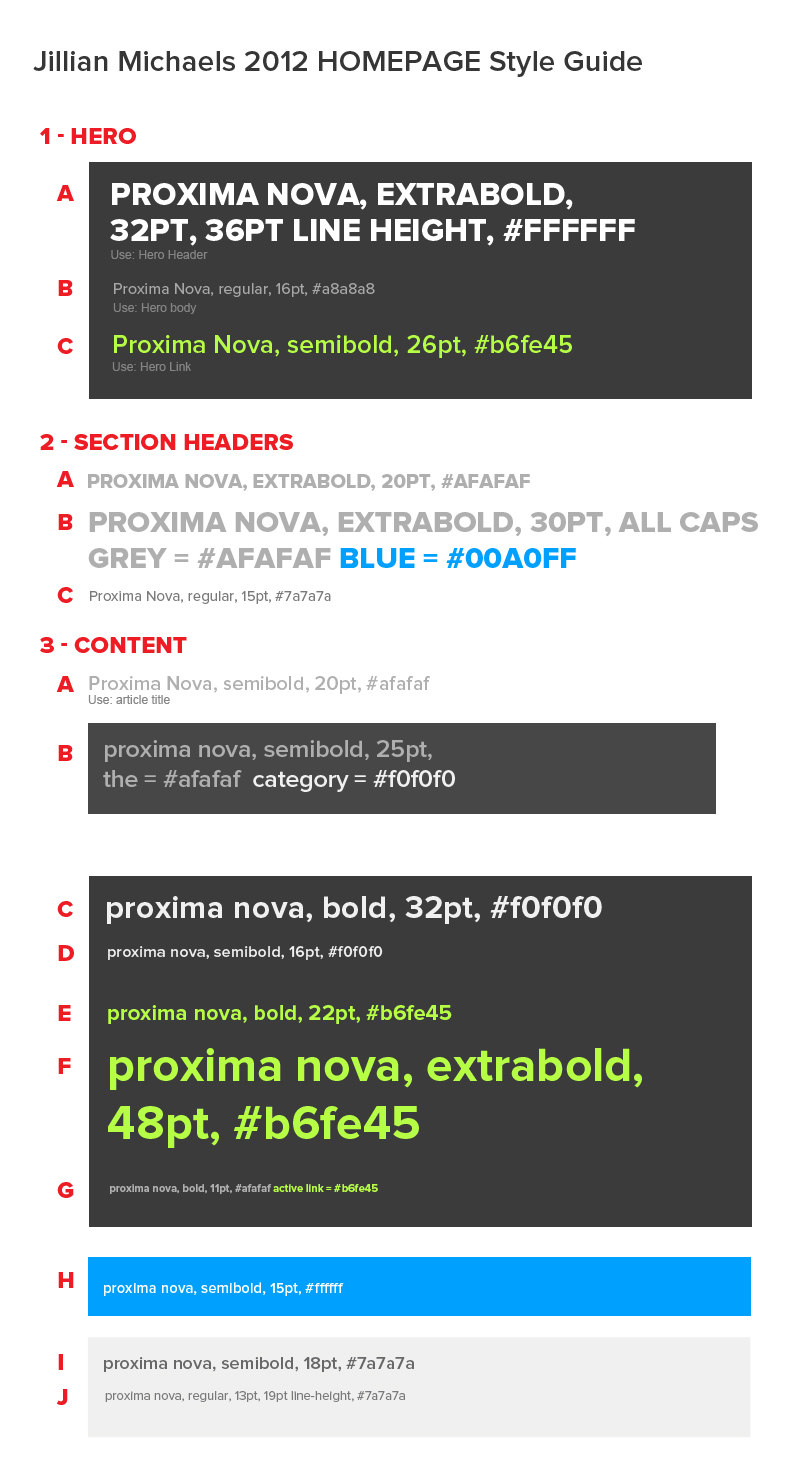 Jillian Michaels 2012 HOMEPAGE Style Guide
1 - HERO
A
PROXIMA NOVA, EXTRABOLD,
32PT, 36PT LINE HEIGHT, #FFFFFF
Use: Hero Header
B
Proxima Nova, regular, 16pt, #a8a8a8
Use: Hero body
C
Proxima Nova, semibold, 26pt, #b6fe45
Use: Hero Link
2 - SECTION HEADERS
A
PROXIMA NOVA, EXTRABOLD, 20PT, #AFAFAF
B
PROXIMA NOVA, EXTRABOLD, 30PT, ALL CAPS
GREY = #AFAFAF BLUE = #00A0FF
C
Proxima Nova, regular, 15pt, #7a7a7a
3 - CONTENT
A
Proxima Nova, semibold, 20pt, #afafaf
Use: article title
B
proxima nova, semibold, 25pt,
the = #afafaf category = #f0f0f0
C
proxima nova, bold, 32pt, #f0f0f0
D
proxima nova, semibold, 16pt, #f0f0f0
E
proxima nova, bold, 22pt, #b6fe45
F
proxima nova, extrabold,
48pt, #b6fe45
G
proxima nova, bold, 11pt, #afafaf active link = #b6fe45
H
proxima nova, semibold, 15pt, #ffffff
I
proxima nova, semibold, 18pt, #7a7a7a
J
proxima nova, regular, 13pt, 19pt line-height, #7a7a7a